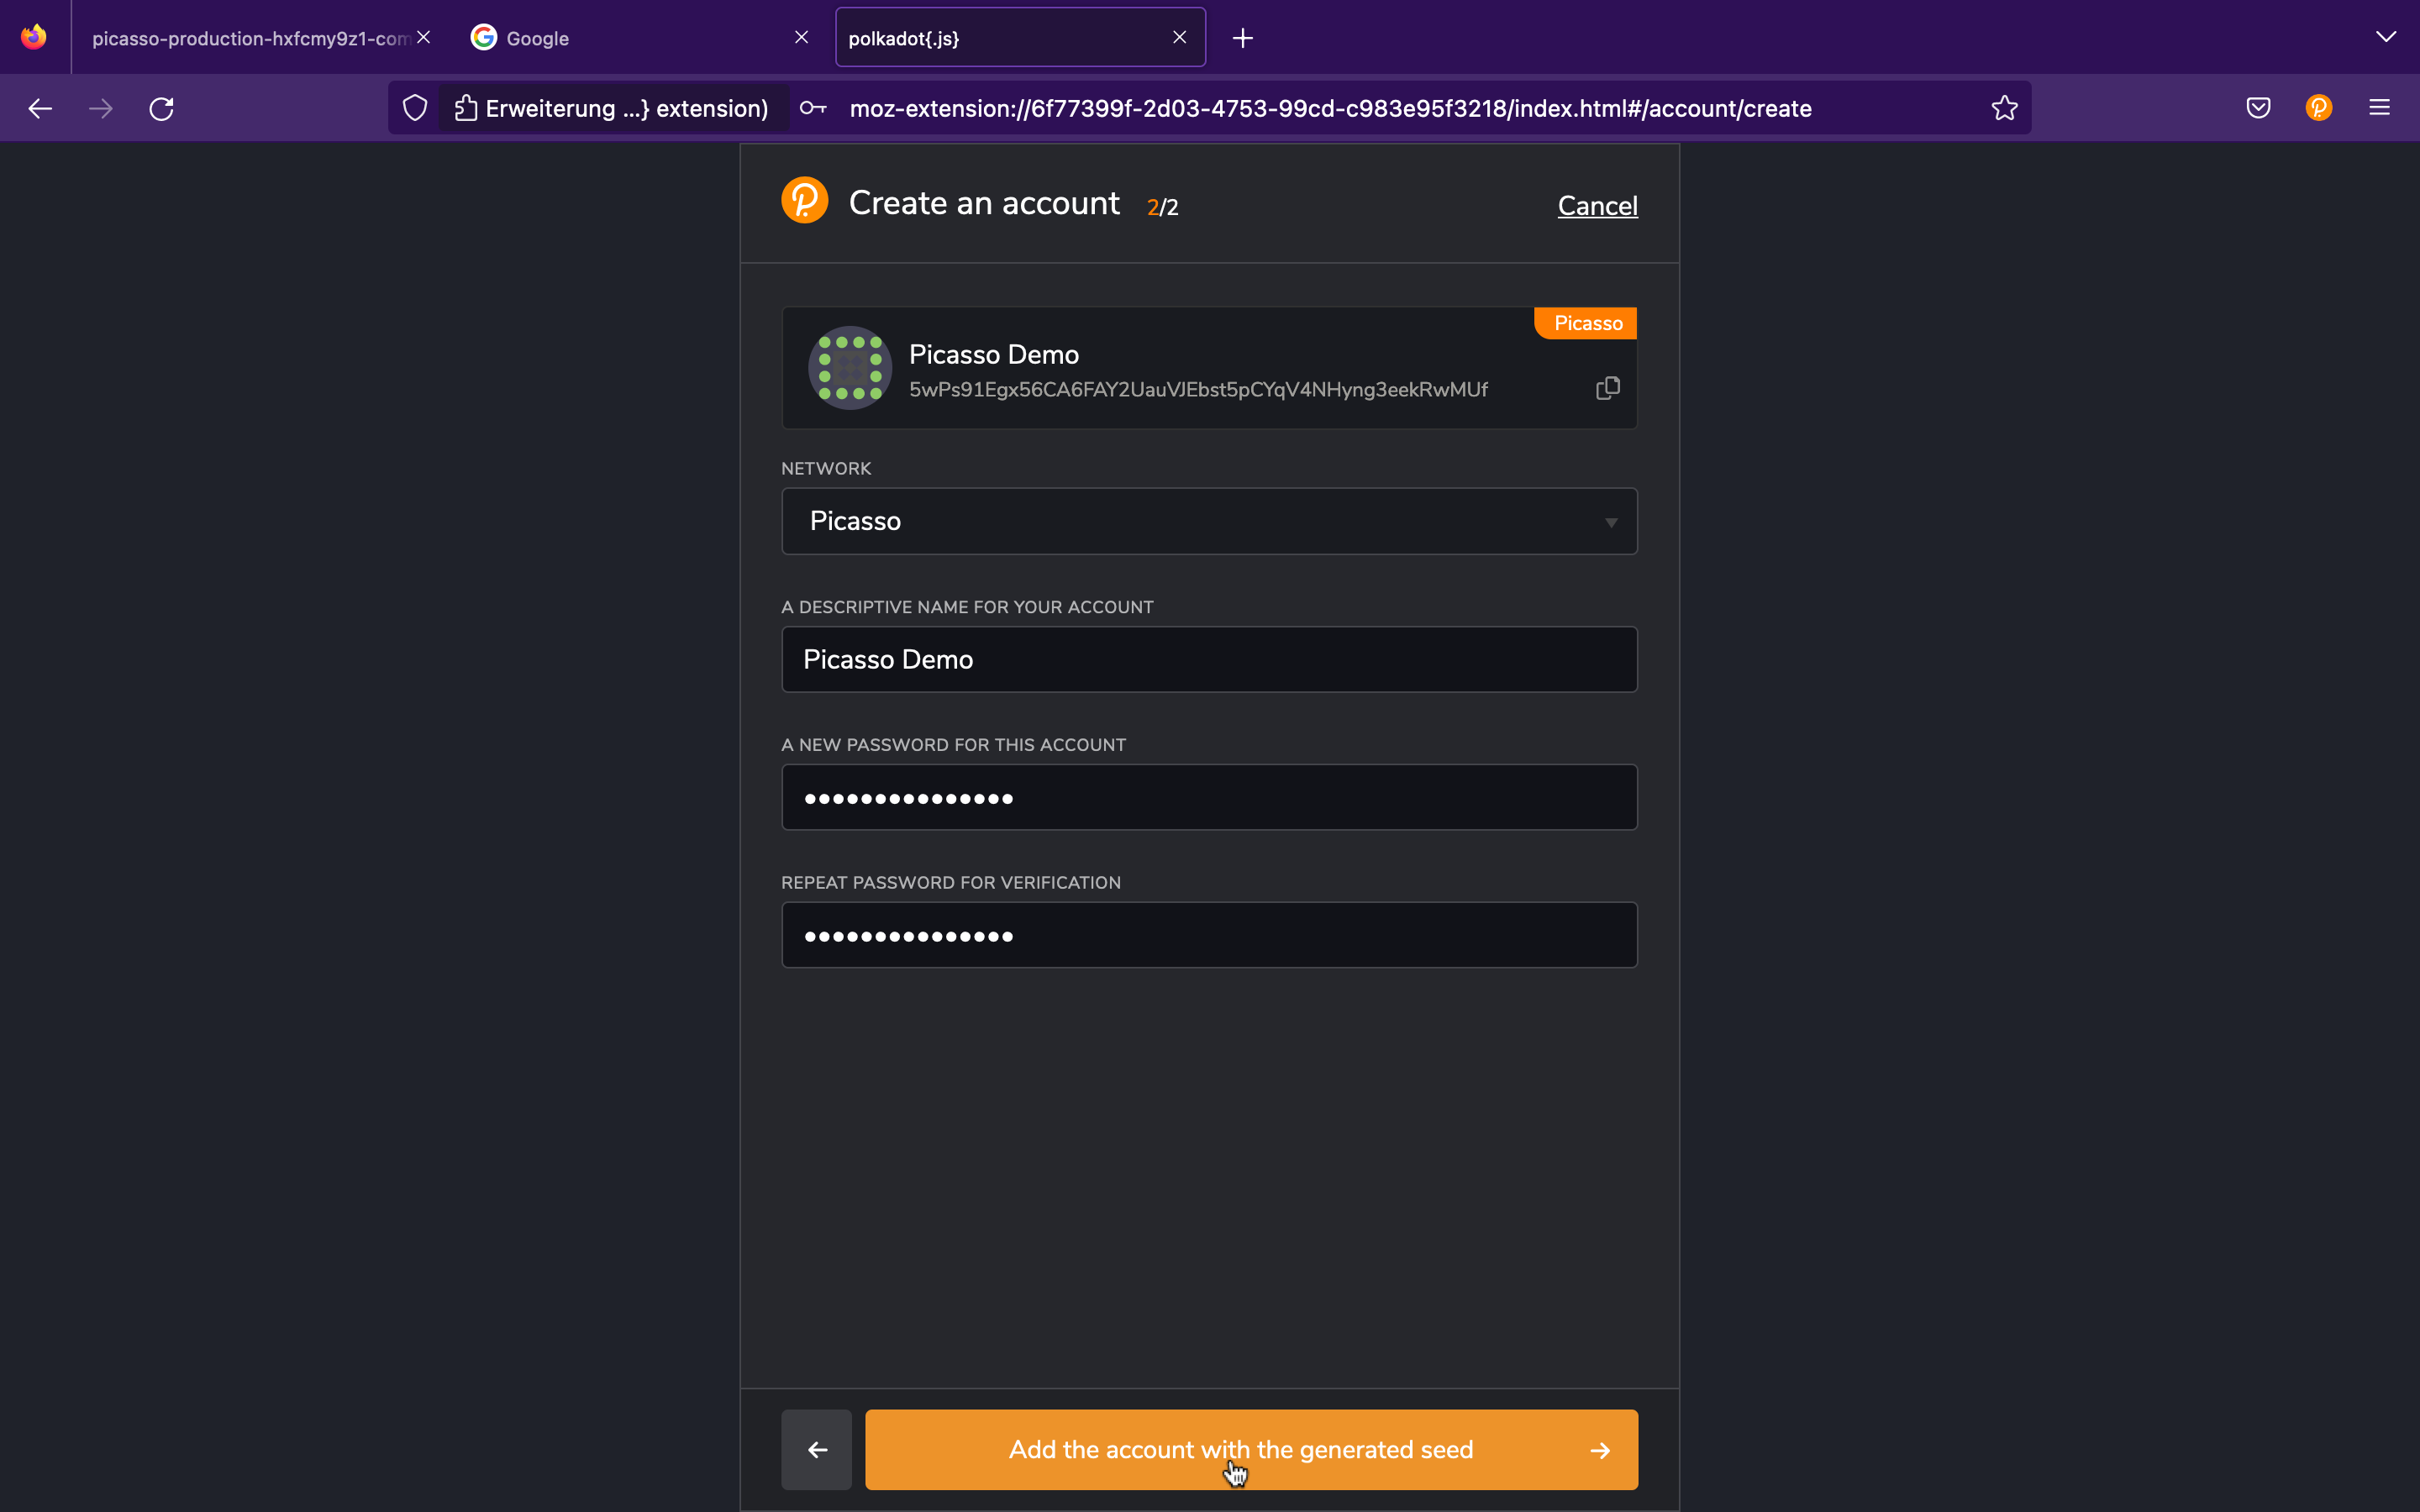 picasso-production-hxfcmy9z1-com
Google
polkadot{.js}
Erweiterung ...} extension)
moz-extension://6f77399f-2d03-4753-99cd-c983e95f3218/index.html#/account/create
Create an account 2/2
Cancel
Picasso
Picasso Demo
5wPs91Egx56CA6FAY2UauVJEbst5pCYqV4NHyng3eekRwMUf
NETWORK
Picasso
A DESCRIPTIVE NAME FOR YOUR ACCOUNT
Picasso Demo
A NEW PASSWORD FOR THIS ACCOUNT
REPEAT PASSWORD FOR VERIFICATION
Add the account with the generated seed